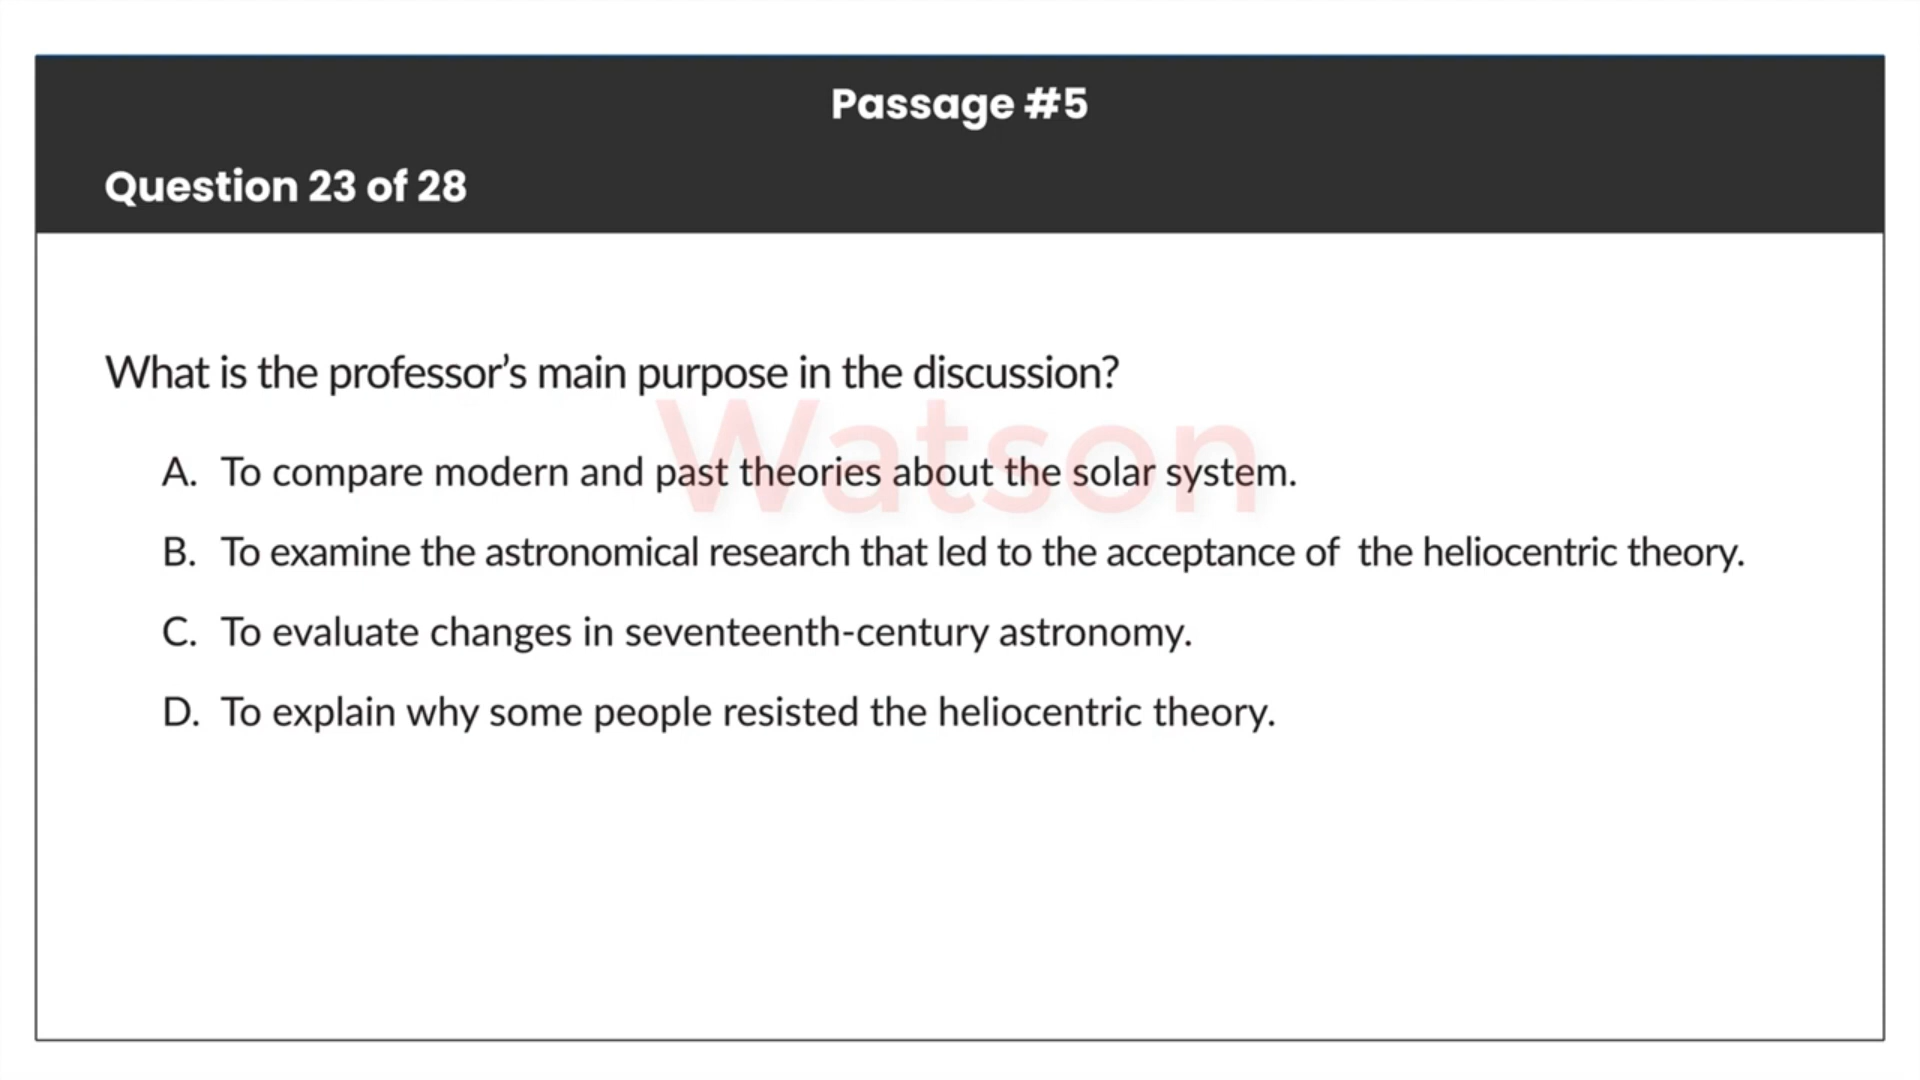 Passage #5
Question 23 of 28
What is the professor’s main purpose in the discussion?
Watson
A. To compare modern and past theories about the solar system.
B. To examine the astronomical research that led to the acceptance of the heliocentric theory.
C. To evaluate changes in seventeenth-century astronomy.
D. To explain why some people resisted the heliocentric theory.